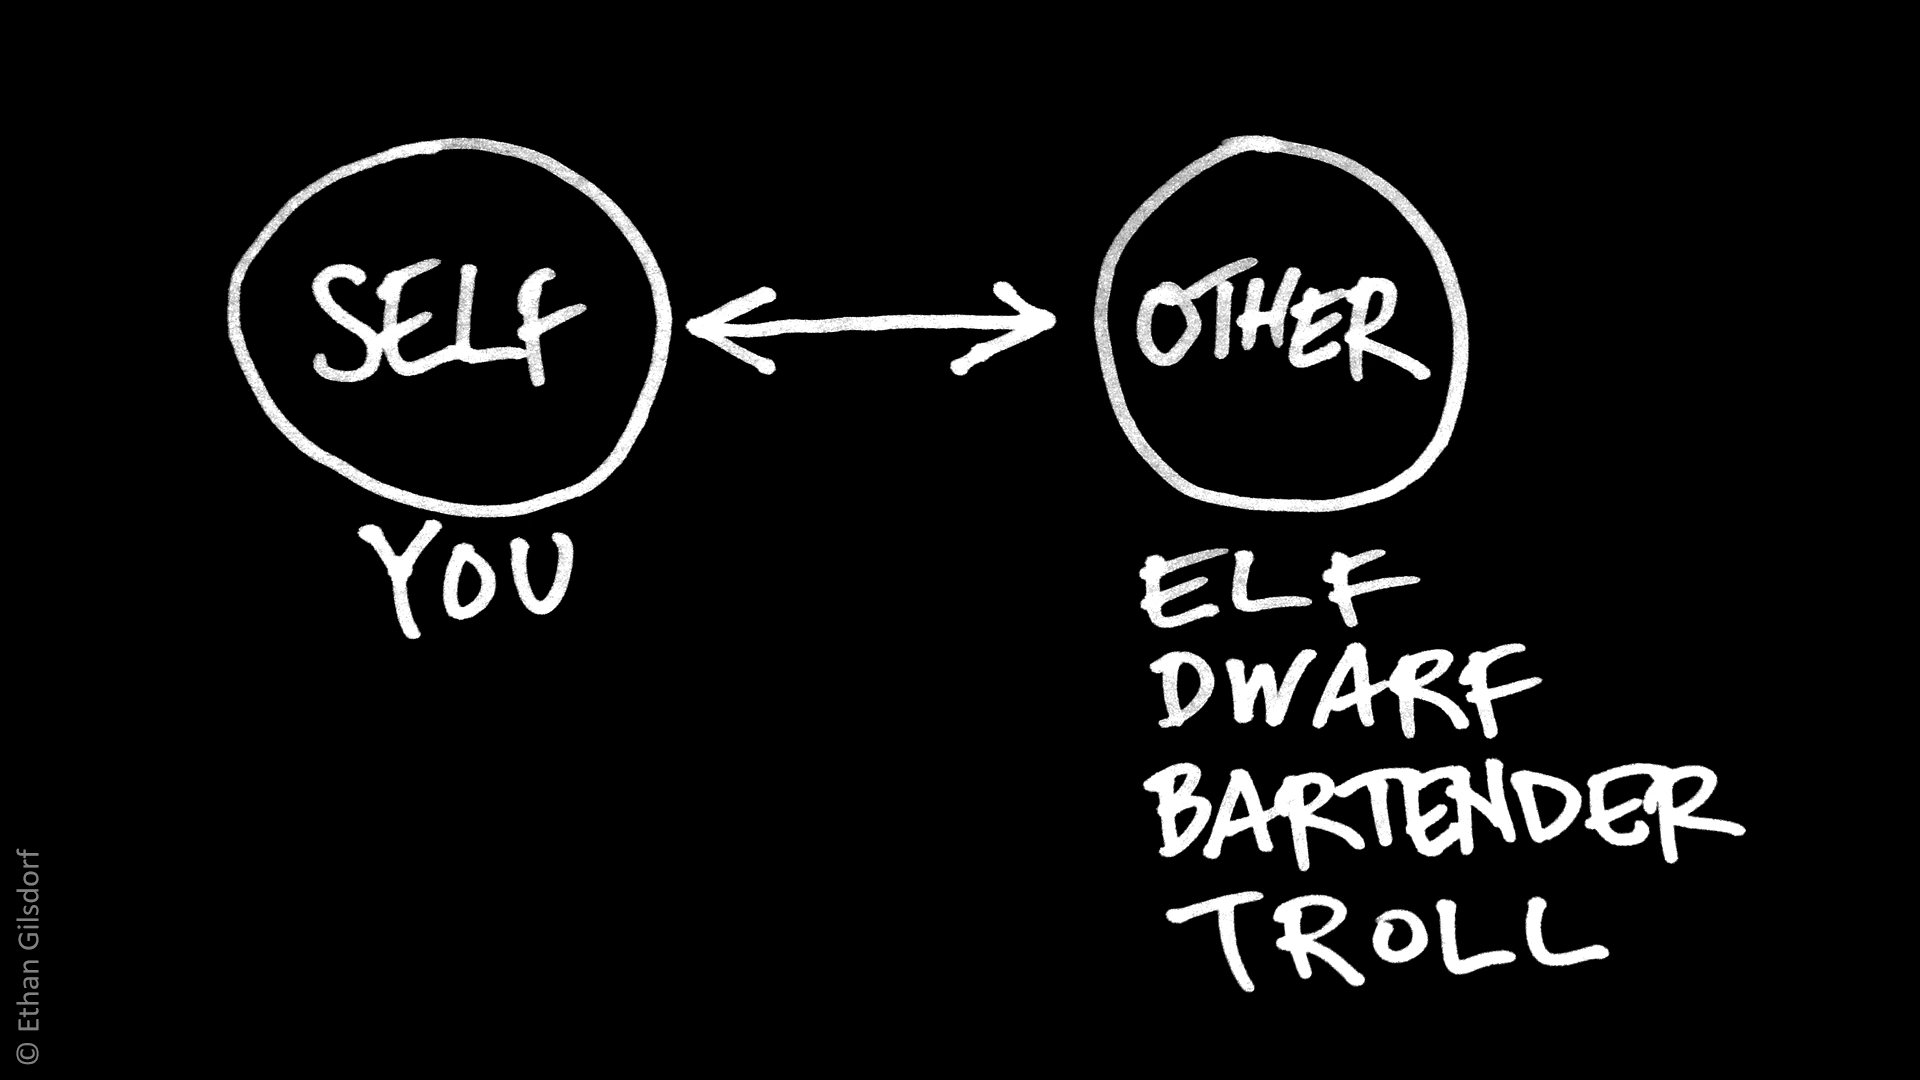 SELF
OTHER
YOU
ELF
DWARF
BARTENDER
TROLL
© Ethan Gilsdorf